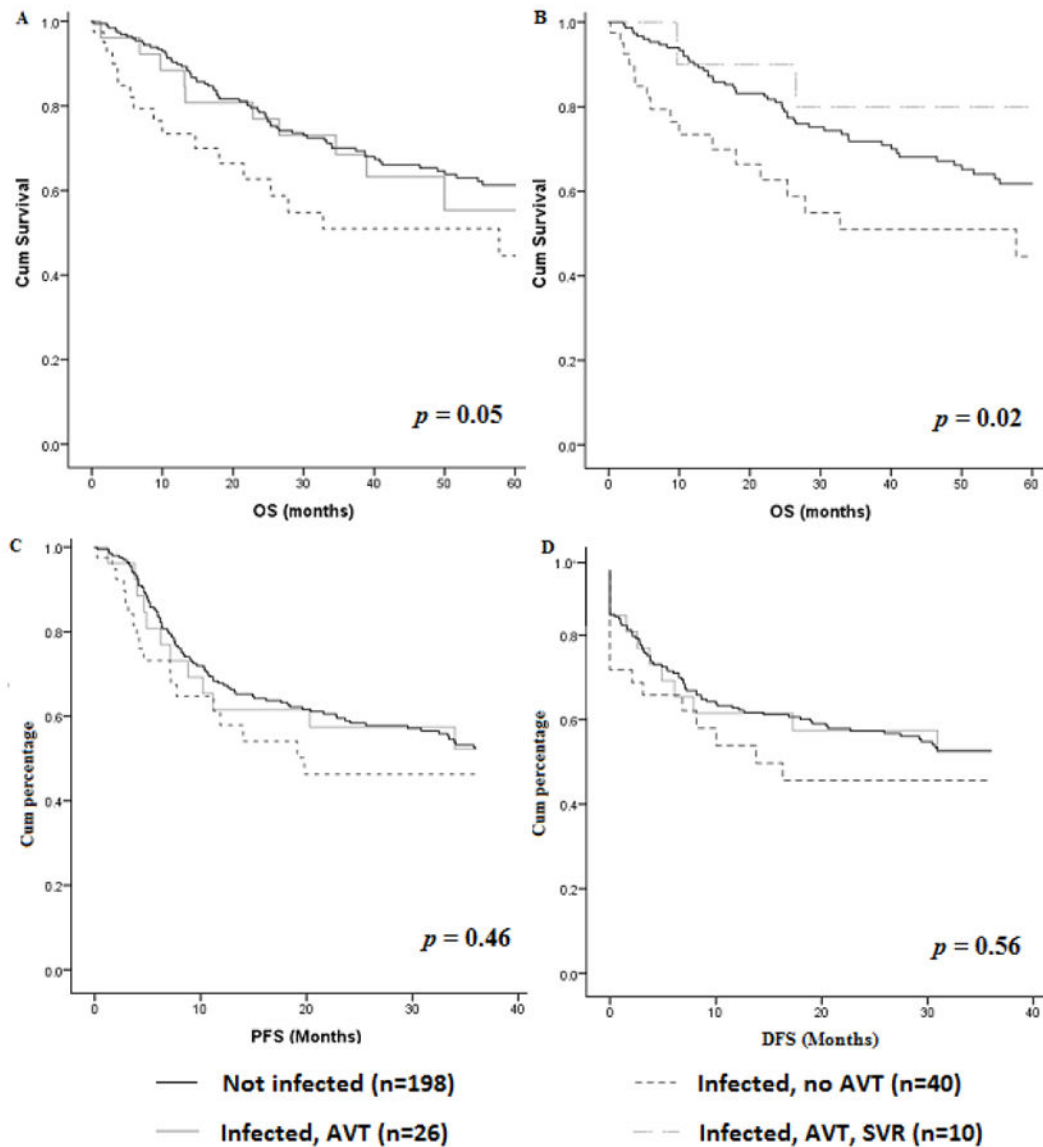 A
1.0
0.8
0.6
0.4
0.2
0.0
Cum Survival
p = 0.05
0 10 20 30 40 50 60
OS (months)
B
1.0
0.8
0.6
0.4
0.2
0.0
Cum Survival
p = 0.02
0 10 20 30 40 50 60
OS (months)
C
1.0
0.8
0.6
0.4
0.2
0.0
Cum percentage
p = 0.46
0 10 20 30 40
PFS (Months)
D
1.0
0.8
0.6
0.4
0.2
0.0
Cum percentage
p = 0.56
0 10 20 30 40
DFS (Months)
Not infected (n=198)
Infected, no AVT (n=40)
Infected, AVT (n=26)
Infected, AVT, SVR (n=10)